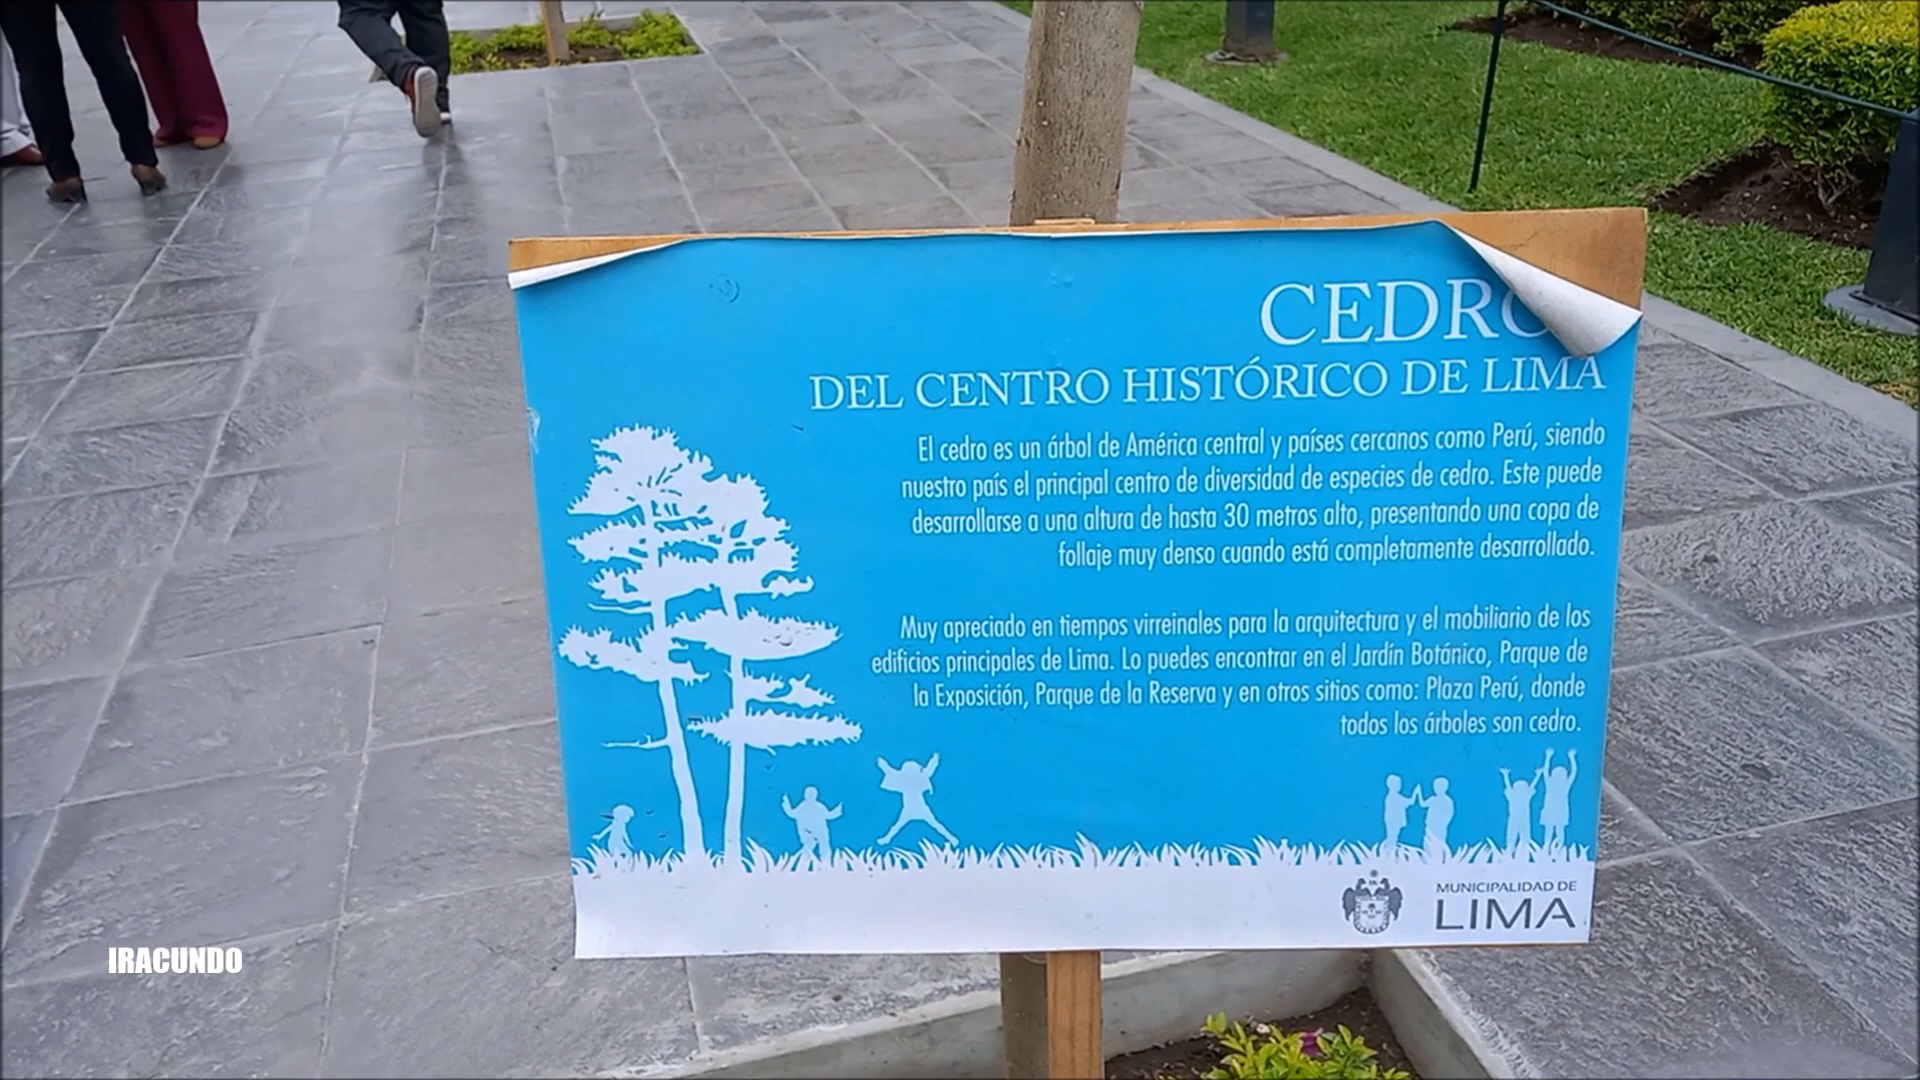 CEDRO
DEL CENTRO HISTÓRICO DE LIMA
El cedro es un árbol de América central y países cercanos como Perú, siendo
nuestro país el principal centro de diversidad de especies de cedro. Este puede
desarrollarse a una altura de hasta 30 metros alto, presentando una copa de
follaje muy denso cuando está completamente desarrollado.
Muy apreciado en tiempos virreinales para la arquitectura y el mobiliario de los
edificios principales de Lima. Lo puedes encontrar en el Jardín Botánico, Parque de
la Exposición, Parque de la Reserva y en otros sitios como: Plaza Perú, donde
todos los árboles son cedro.
MUNICIPALIDAD DE
LIMA
IRACUNDO